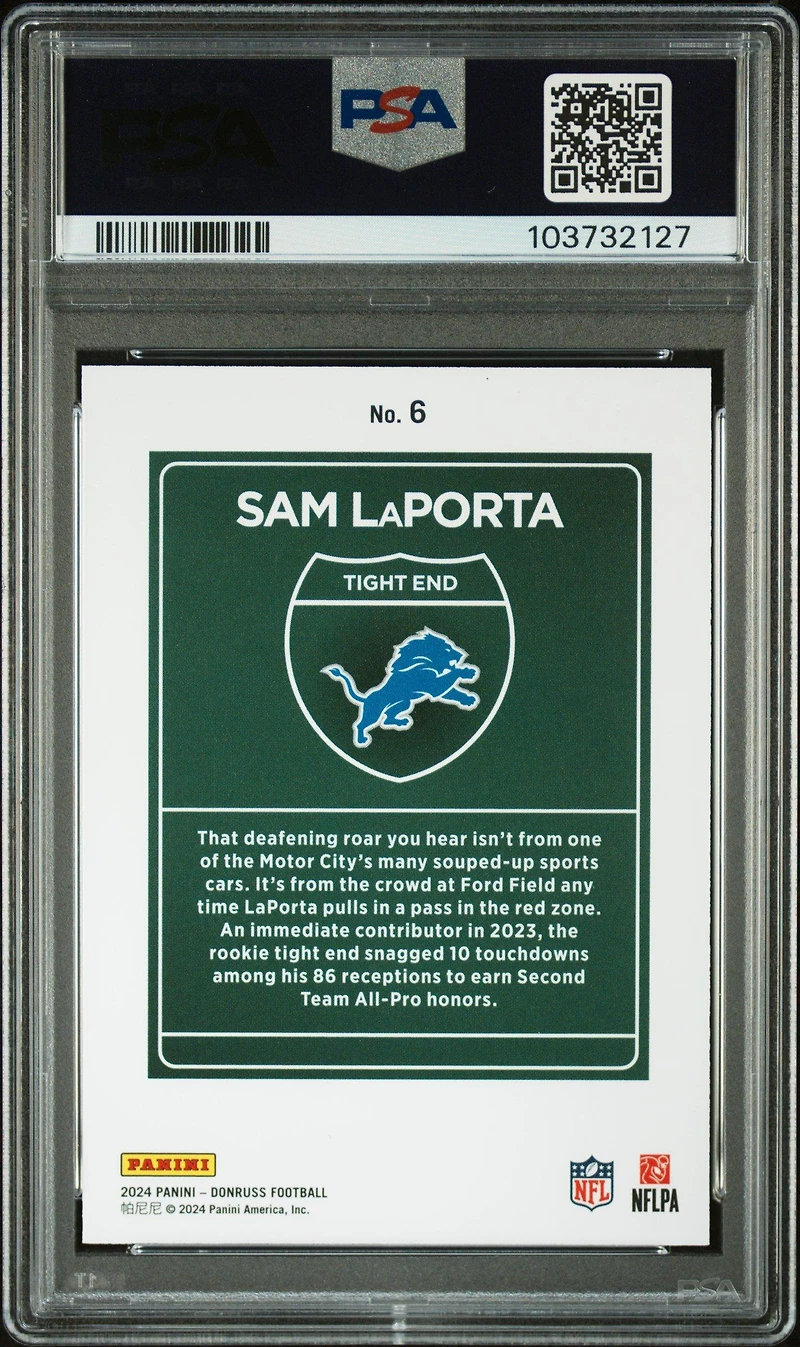 PSA
103732127
No. 6
SAM LaPORTA
TIGHT END
That deafening roar you hear isn't from one
of the Motor City's many souped-up sports
cars. It's from the crowd at Ford Field any
time LaPorta pulls in a pass in the red zone.
An immediate contributor in 2023, the
rookie tight end snagged 10 touchdowns
among his 86 receptions to earn Second
Team All-Pro honors.
PANINI
2024 PANINI – DONRUSS FOOTBALL
帕尼尼 © 2024 Panini America, Inc.
NFL
NFLPA
PSA